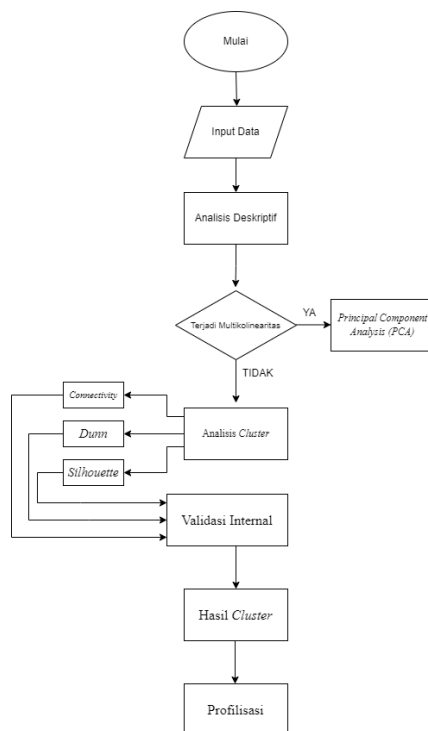 Mulai
Input Data
Analisis Deskriptif
Terjadi Multikolinearitas
YA
Principal Component
Analysis (PCA)
TIDAK
Connectivity
Dunn
Silhouette
Analisis Cluster
Validasi Internal
Hasil Cluster
Profilisasi